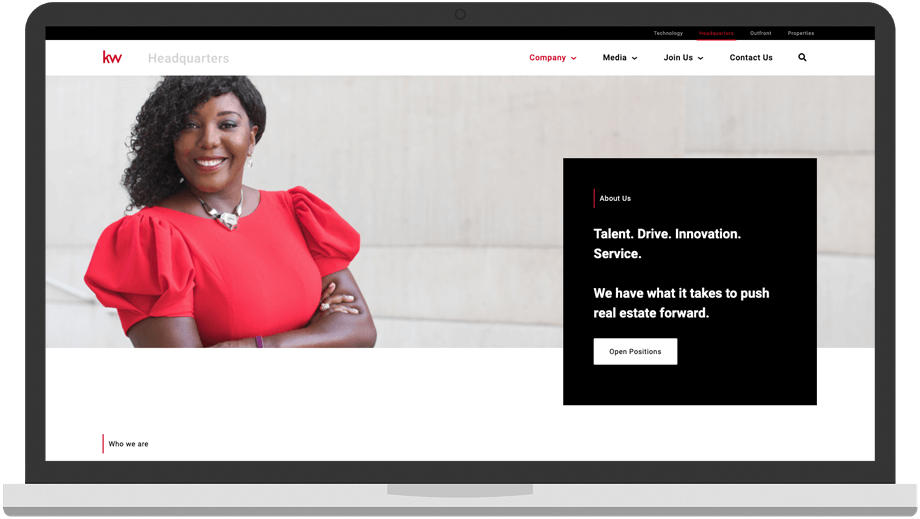 Technology Headquarters Outfront Properties
kw Headquarters Company Media Join Us Contact Us
About Us
Talent. Drive. Innovation.
Service.
We have what it takes to push
real estate forward.
Open Positions
Who we are